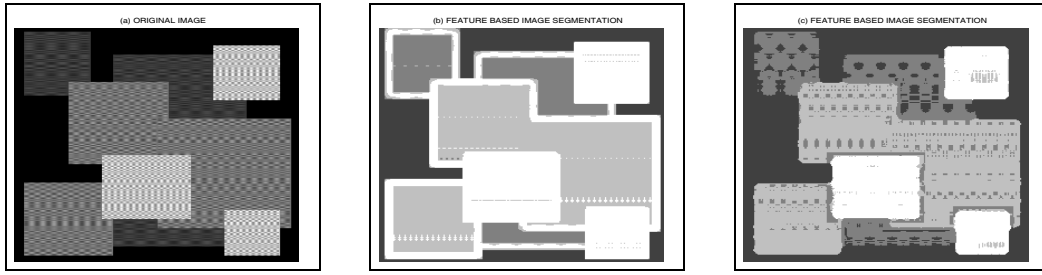 (a) ORIGINAL IMAGE
(b) FEATURE BASED IMAGE SEGMENTATION
(c) FEATURE BASED IMAGE SEGMENTATION